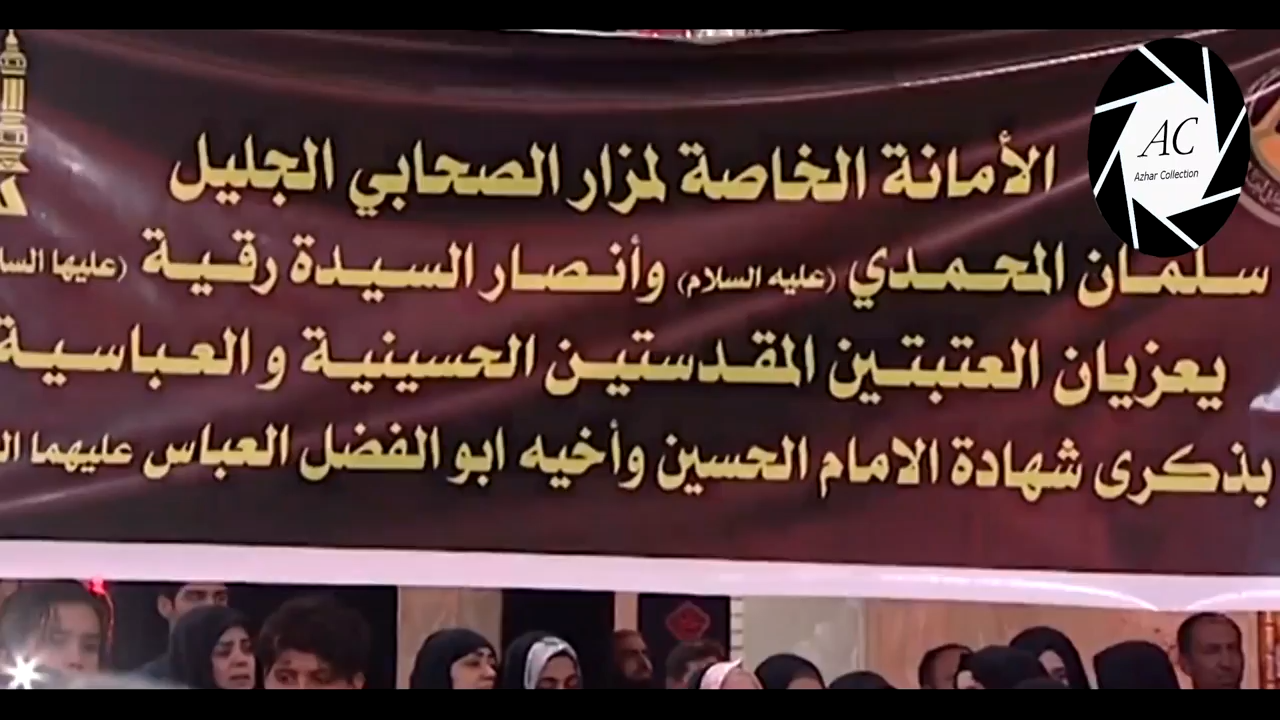 الأمانة الخاصة لمزار الصحابي الجليل
سلمان المحمدي (عليه السلام) وأنصار السيدة رقية (عليها السلا
يعزيان العتبتين المقدستين الحسينية و العباسية
بذكرى شهادة الامام الحسين وأخيه ابو الفضل العباس عليهما
AC
Azhar Collection